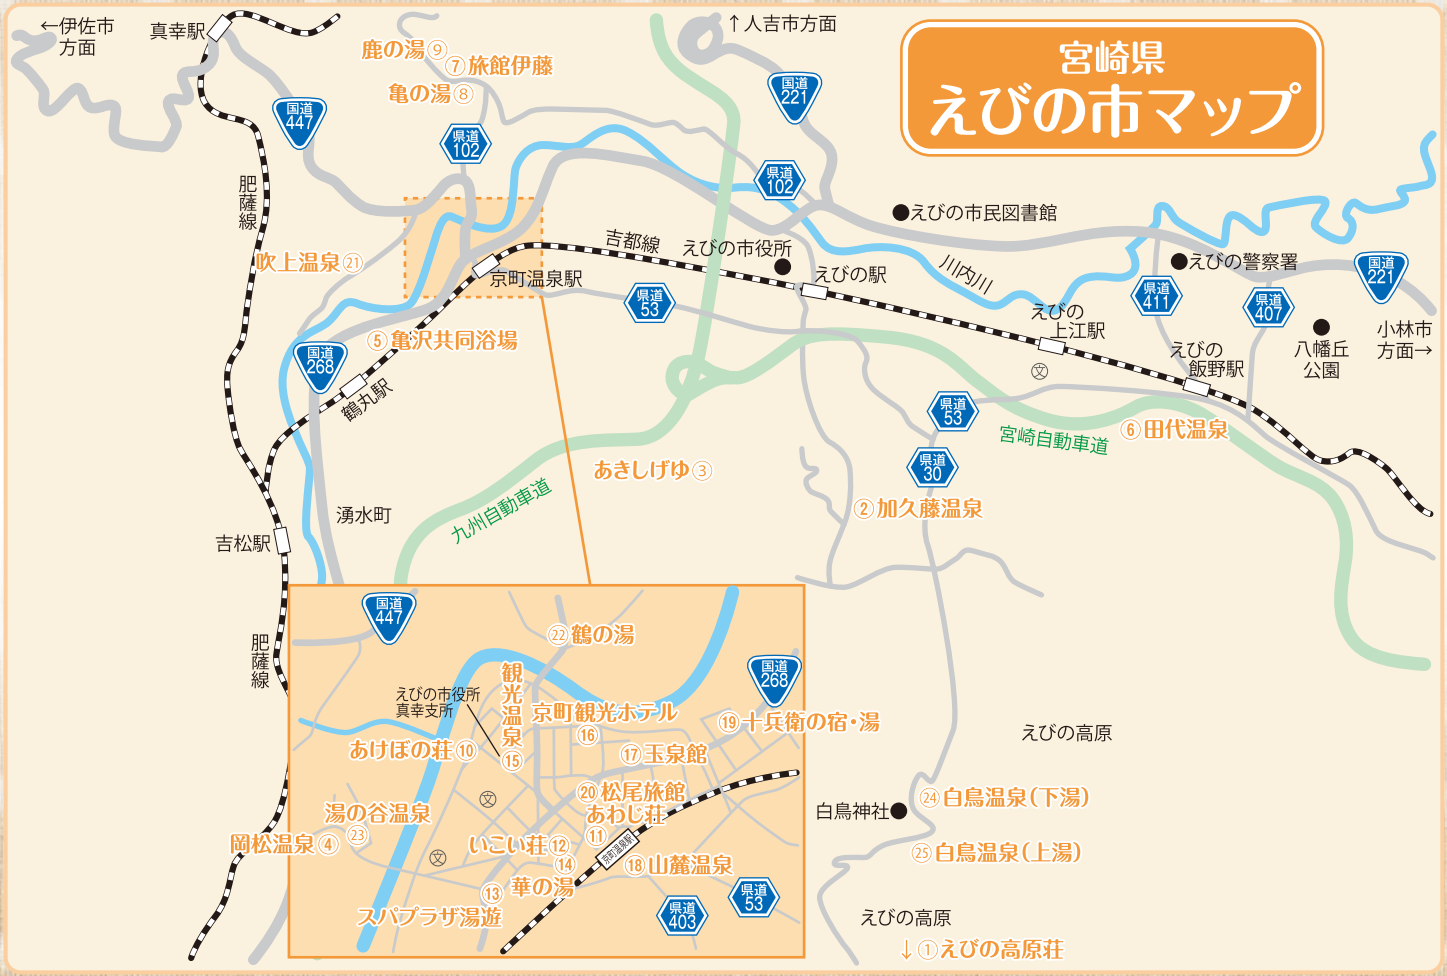 宮崎県
えびの市マップ
←伊佐市
方面
真幸駅
鹿の湯⑨
⑦旅館伊藤
亀の湯⑧
↑人吉市方面
国道
221
国道
447
県道
102
県道
102
肥薩線
えびの市民図書館
吉都線
えびの市役所
吹上温泉㉑
京町温泉駅
えびの駅
川内川
えびの警察署
国道
221
県道
53
県道
411
県道
407
えびの
上江駅
八幡丘
公園
小林市
方面→
⑤亀沢共同浴場
国道
268
鶴丸駅
文
えびの
飯野駅
県道
53
宮崎自動車道
⑥田代温泉
あきしげゆ③
県道
30
九州自動車道
②加久藤温泉
湧水町
吉松駅
国道
447
㉒鶴の湯
肥薩線
観光温泉
⑮
国道
268
えびの市役所
真幸支所
京町観光ホテル
⑯
⑲十兵衛の宿・湯
あけぼの荘⑩
⑰玉泉館
えびの高原
文
⑳松尾旅館
あわじ荘
⑪
湯の谷温泉
㉓
岡松温泉④
いこい荘⑫
⑭
文
京町温泉駅
⑱山麓温泉
華の湯
⑬
スパプラザ湯遊
県道
403
県道
53
白鳥神社
㉔白鳥温泉(下湯)
㉕白鳥温泉(上湯)
えびの高原
↓①えびの高原荘